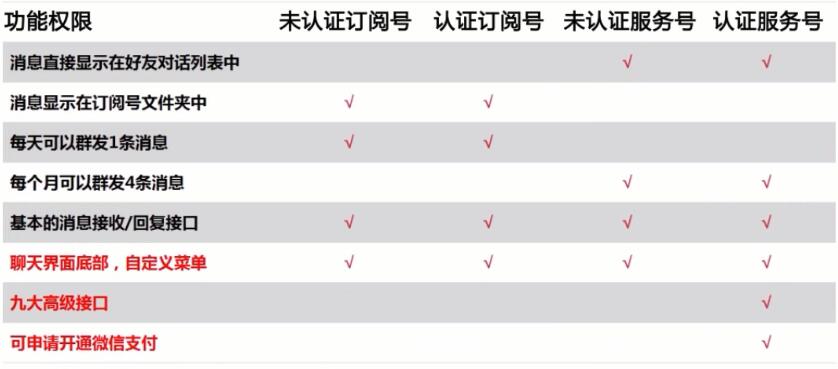 功能权限 未认证订阅号 认证订阅号 未认证服务号 认证服务号
消息直接显示在好友对话列表中 √ √
消息显示在订阅号文件夹中 √ √
每天可以群发1条消息 √ √
每个月可以群发4条消息 √ √
基本的消息接收/回复接口 √ √ √ √
聊天界面底部，自定义菜单 √ √ √ √
九大高级接口 √
可申请开通微信支付 √